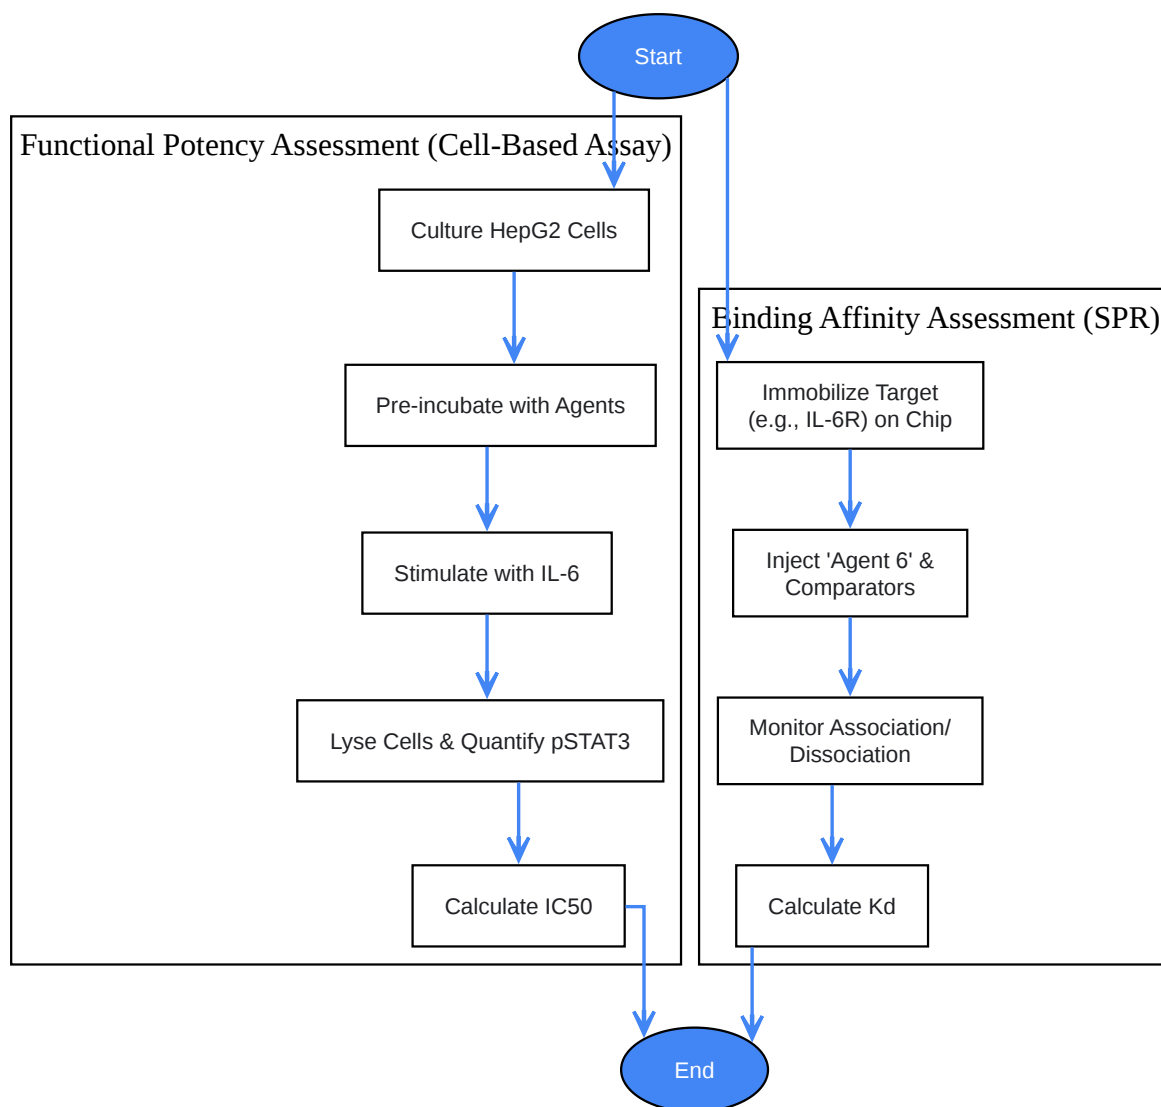 Start
Functional Potency Assessment (Cell-Based Assay)
Culture HepG2 Cells
Pre-incubate with Agents
Stimulate with IL-6
Lyse Cells & Quantify pSTAT3
Calculate IC50
Binding Affinity Assessment (SPR)
Immobilize Target
(e.g., IL-6R) on Chip
Inject 'Agent 6' &
Comparators
Monitor Association/
Dissociation
Calculate Kd
End